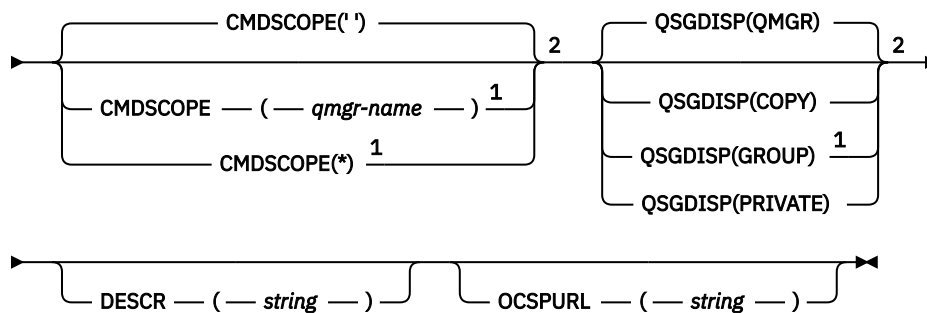 CMDSCOPE(' ')
2
CMDSCOPE ( qmgr-name ) 1
CMDSCOPE(*) 1
QSGDISP(QMGR)
2
QSGDISP(COPY)
QSGDISP(GROUP) 1
QSGDISP(PRIVATE)
DESCR ( string )
OCSPURL ( string )